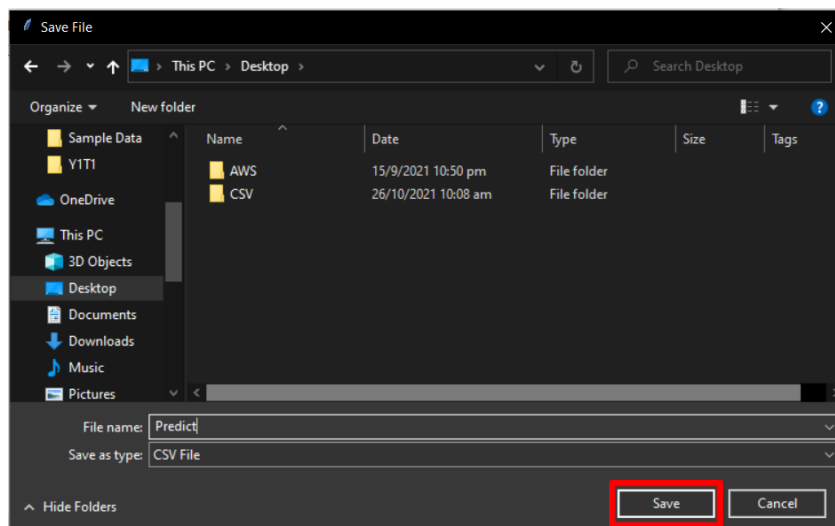 Save File
This PC > Desktop >
Search Desktop
Organize
New folder
Sample Data
Y1T1
OneDrive
This PC
3D Objects
Desktop
Documents
Downloads
Music
Pictures
Name Date Type Size Tags
AWS 15/9/2021 10:50 pm File folder
CSV 26/10/2021 10:08 am File folder
File name: Predict
Save as type: CSV File
Hide Folders
Save
Cancel